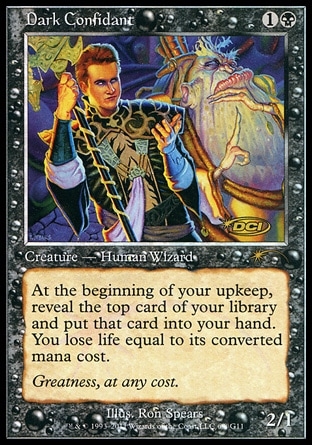 Dark Confidant 1
DCI
Creature — Human Wizard
At the beginning of your upkeep,
reveal the top card of your library
and put that card into your hand.
You lose life equal to its converted
mana cost.
Greatness, at any cost.
Illus. Ron Spears
2/1